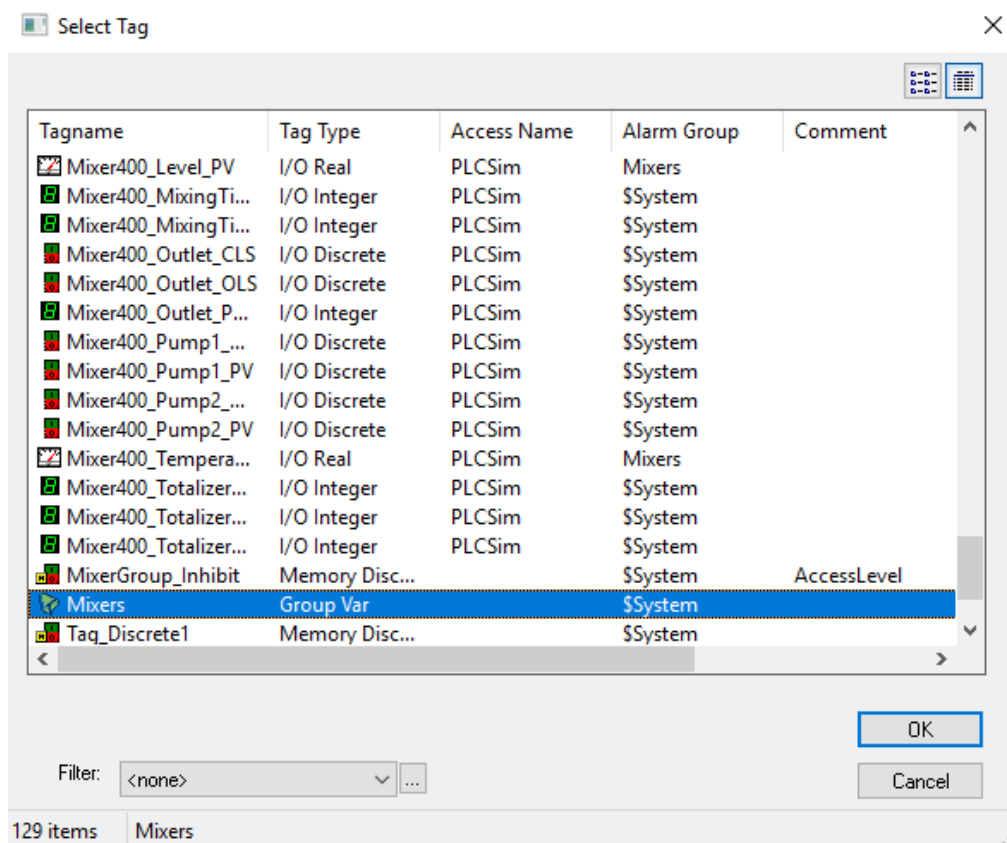 Select Tag
Tagname Tag Type Access Name Alarm Group Comment
Mixer400_Level_PV I/O Real PLCSim Mixers
Mixer400_MixingTi... I/O Integer PLCSim $System
Mixer400_MixingTi... I/O Integer PLCSim $System
Mixer400_Outlet_CLS I/O Discrete PLCSim $System
Mixer400_Outlet_OLS I/O Discrete PLCSim $System
Mixer400_Outlet_P... I/O Integer PLCSim $System
Mixer400_Pump1_... I/O Discrete PLCSim $System
Mixer400_Pump1_PV I/O Discrete PLCSim $System
Mixer400_Pump2_... I/O Discrete PLCSim $System
Mixer400_Pump2_PV I/O Discrete PLCSim $System
Mixer400_Tempera... I/O Real PLCSim Mixers
Mixer400_Totalizer... I/O Integer PLCSim $System
Mixer400_Totalizer... I/O Integer PLCSim $System
Mixer400_Totalizer... I/O Integer PLCSim $System
MixerGroup_Inhibit Memory Disc... $System AccessLevel
Mixers Group Var $System
Tag_Discrete1 Memory Disc... $System
OK
Filter: <none> ...
Cancel
129 items Mixers